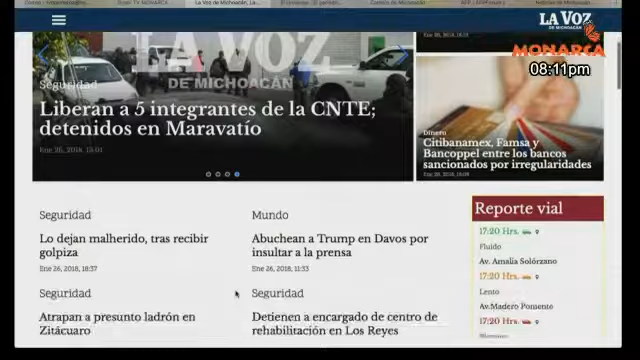 La Voz de Michoacán, La...
LA VOZ
DE MICHOACÁN
MONARCA
08:11pm
LA VOZ
DE MICHOACÁN
Seguridad
Liberan a 5 integrantes de la CNTE;
detenidos en Maravatío
Ene 26, 2018, 15:01
Dinero
Citibanamex, Famsa y
Bancoppel entre los bancos
sancionados por irregularidades
Seguridad
Lo dejan malherido, tras recibir
golpiza
Ene 26, 2018, 18:37
Mundo
Abuchean a Trump en Davos por
insultar a la prensa
Ene 26, 2018, 11:33
Seguridad
Atrapan a presunto ladrón en
Zitácuaro
Seguridad
Detienen a encargado de centro de
rehabilitación en Los Reyes
Reporte vial
17:20 Hrs.
Fluido
Av. Amalia Solórzano
17:20 Hrs.
Lento
Av.Madero Poniente
17:20 Hrs.